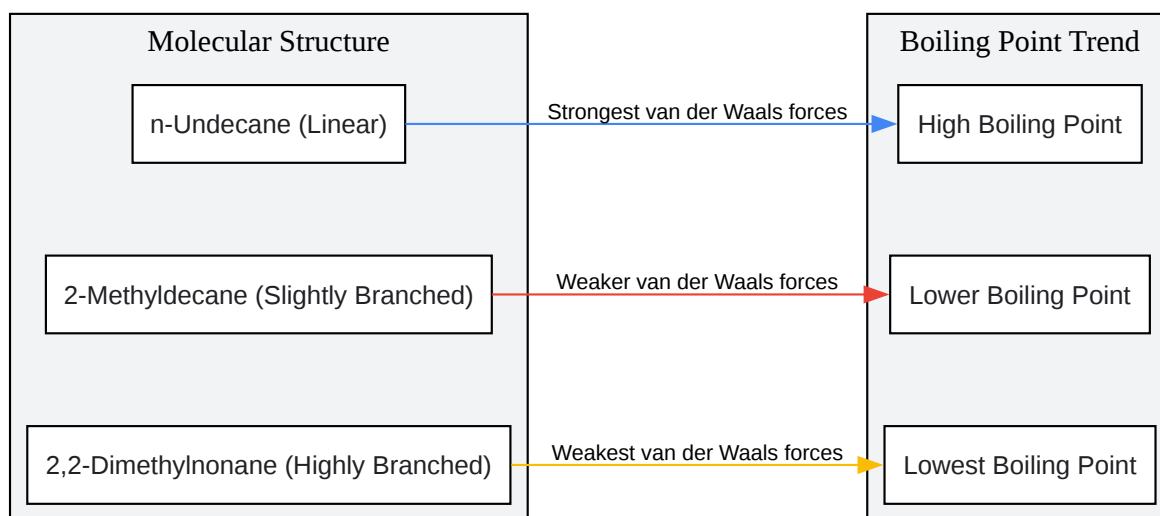 Molecular Structure
Boiling Point Trend
n-Undecane (Linear)
Strongest van der Waals forces
High Boiling Point
2-Methyldecane (Slightly Branched)
Weaker van der Waals forces
Lower Boiling Point
2,2-Dimethylnonane (Highly Branched)
Weakest van der Waals forces
Lowest Boiling Point